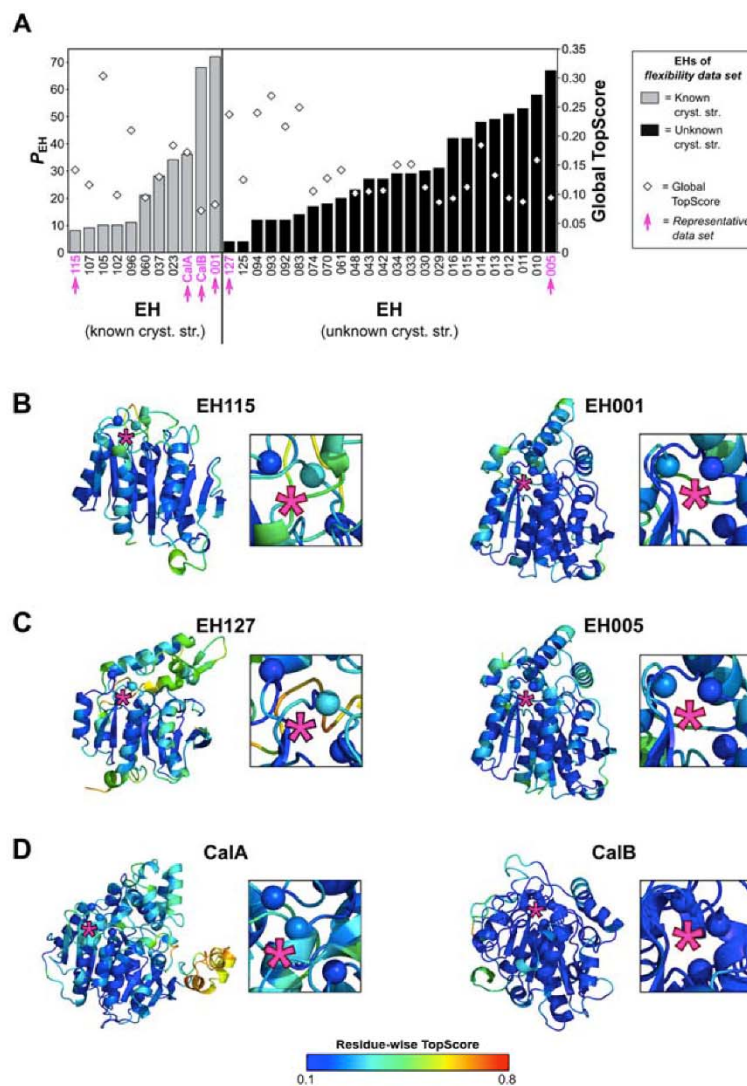 A
70
60
50
40
30
20
10
0
P_EH
0.35
0.30
0.25
0.20
0.15
0.10
0.05
0.00
Global TopScore
115
107
105
102
096
060
037
023
CalA
CalB
001
127
125
094
093
092
083
074
070
061
048
043
042
034
033
030
029
016
015
014
013
012
011
010
005
EH
(known cryst. str.)
EH
(unknown cryst. str.)
EHs of
flexibility data set
= Known
cryst. str.
= Unknown
cryst. str.
= Global
TopScore
= Representative
data set
B
EH115
EH001
*
*
*
*
C
EH127
EH005
*
*
*
*
D
CalA
CalB
*
*
*
*
Residue-wise TopScore
0.1
0.8